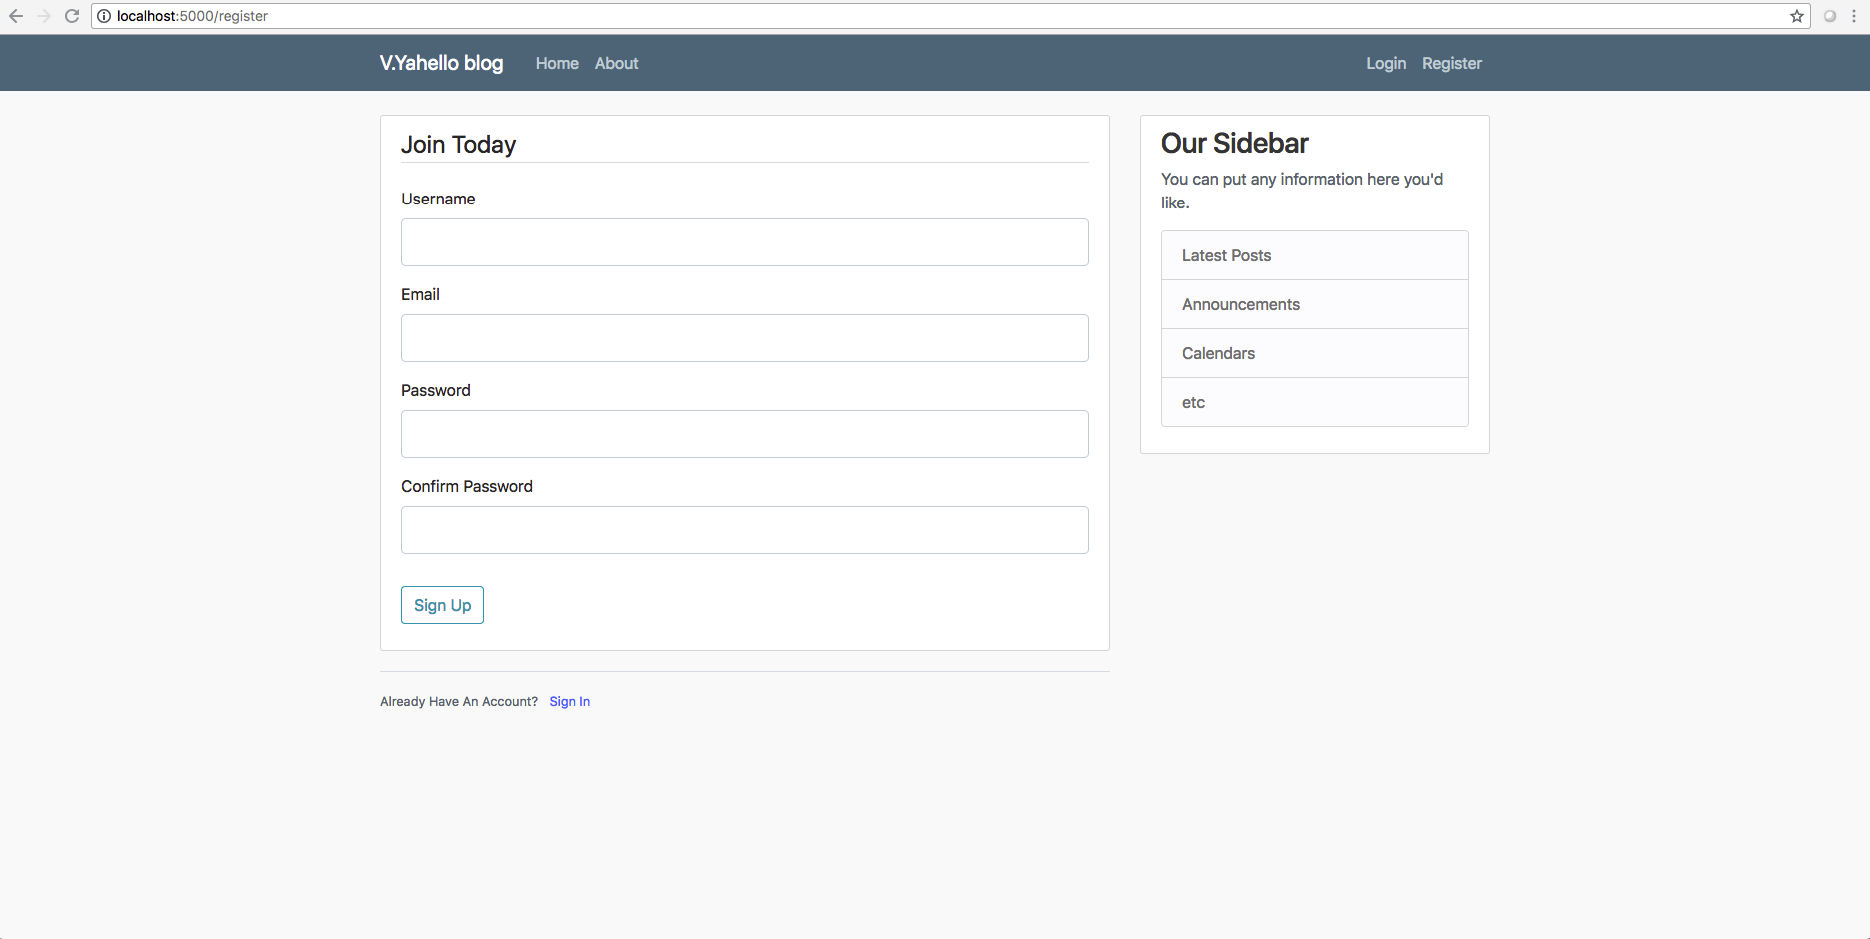 localhost:5000/register
V.Yahello blog Home About Login Register
Join Today
Username
Email
Password
Confirm Password
Sign Up
Already Have An Account? Sign In
Our Sidebar
You can put any information here you'd
like.
Latest Posts
Announcements
Calendars
etc